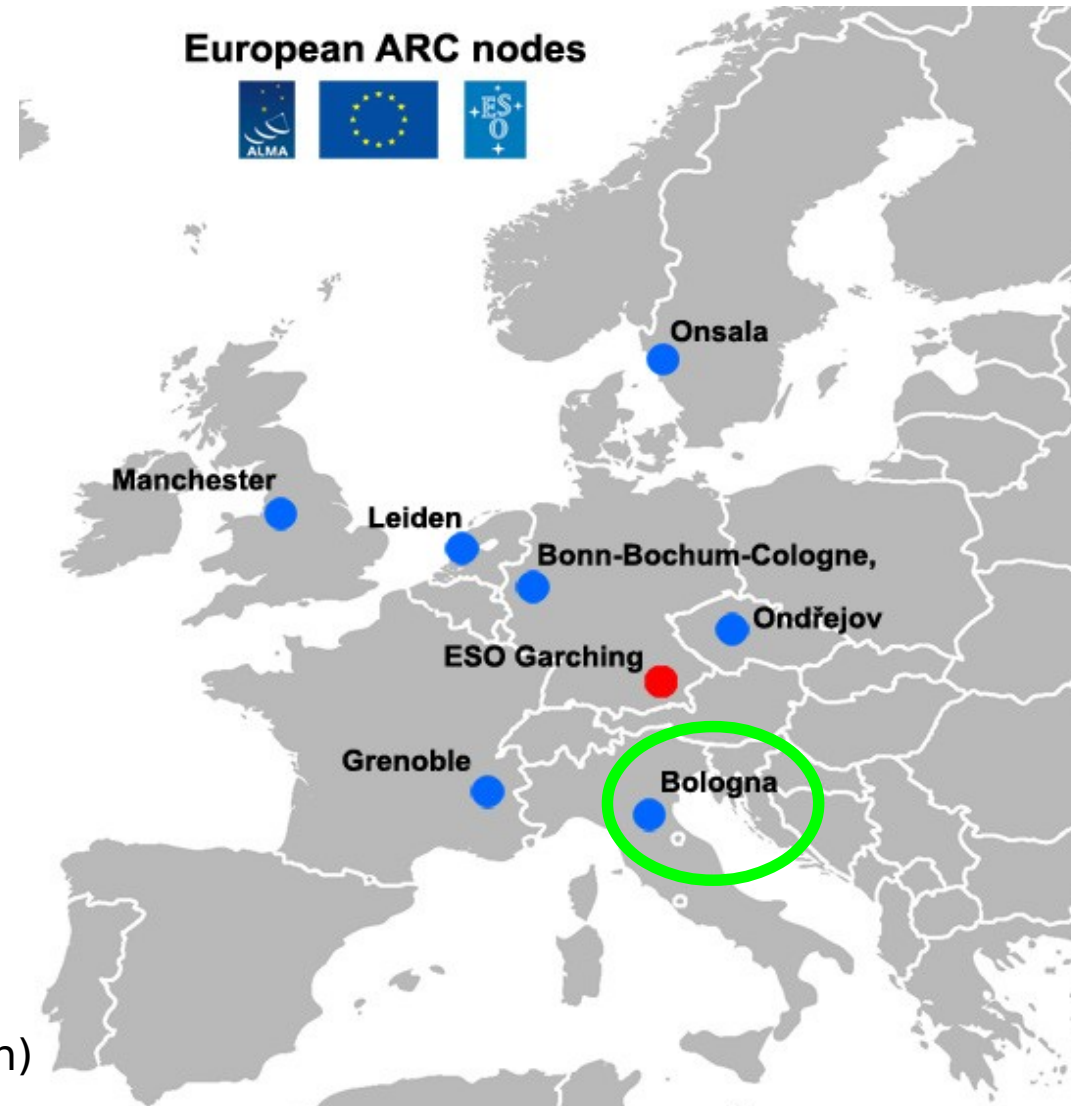 European ARC nodes
ALMA
ES
O
Onsala
Manchester
Leiden
Bonn-Bochum-Cologne,
Ondřejov
ESO Garching
Grenoble
Bologna
n)